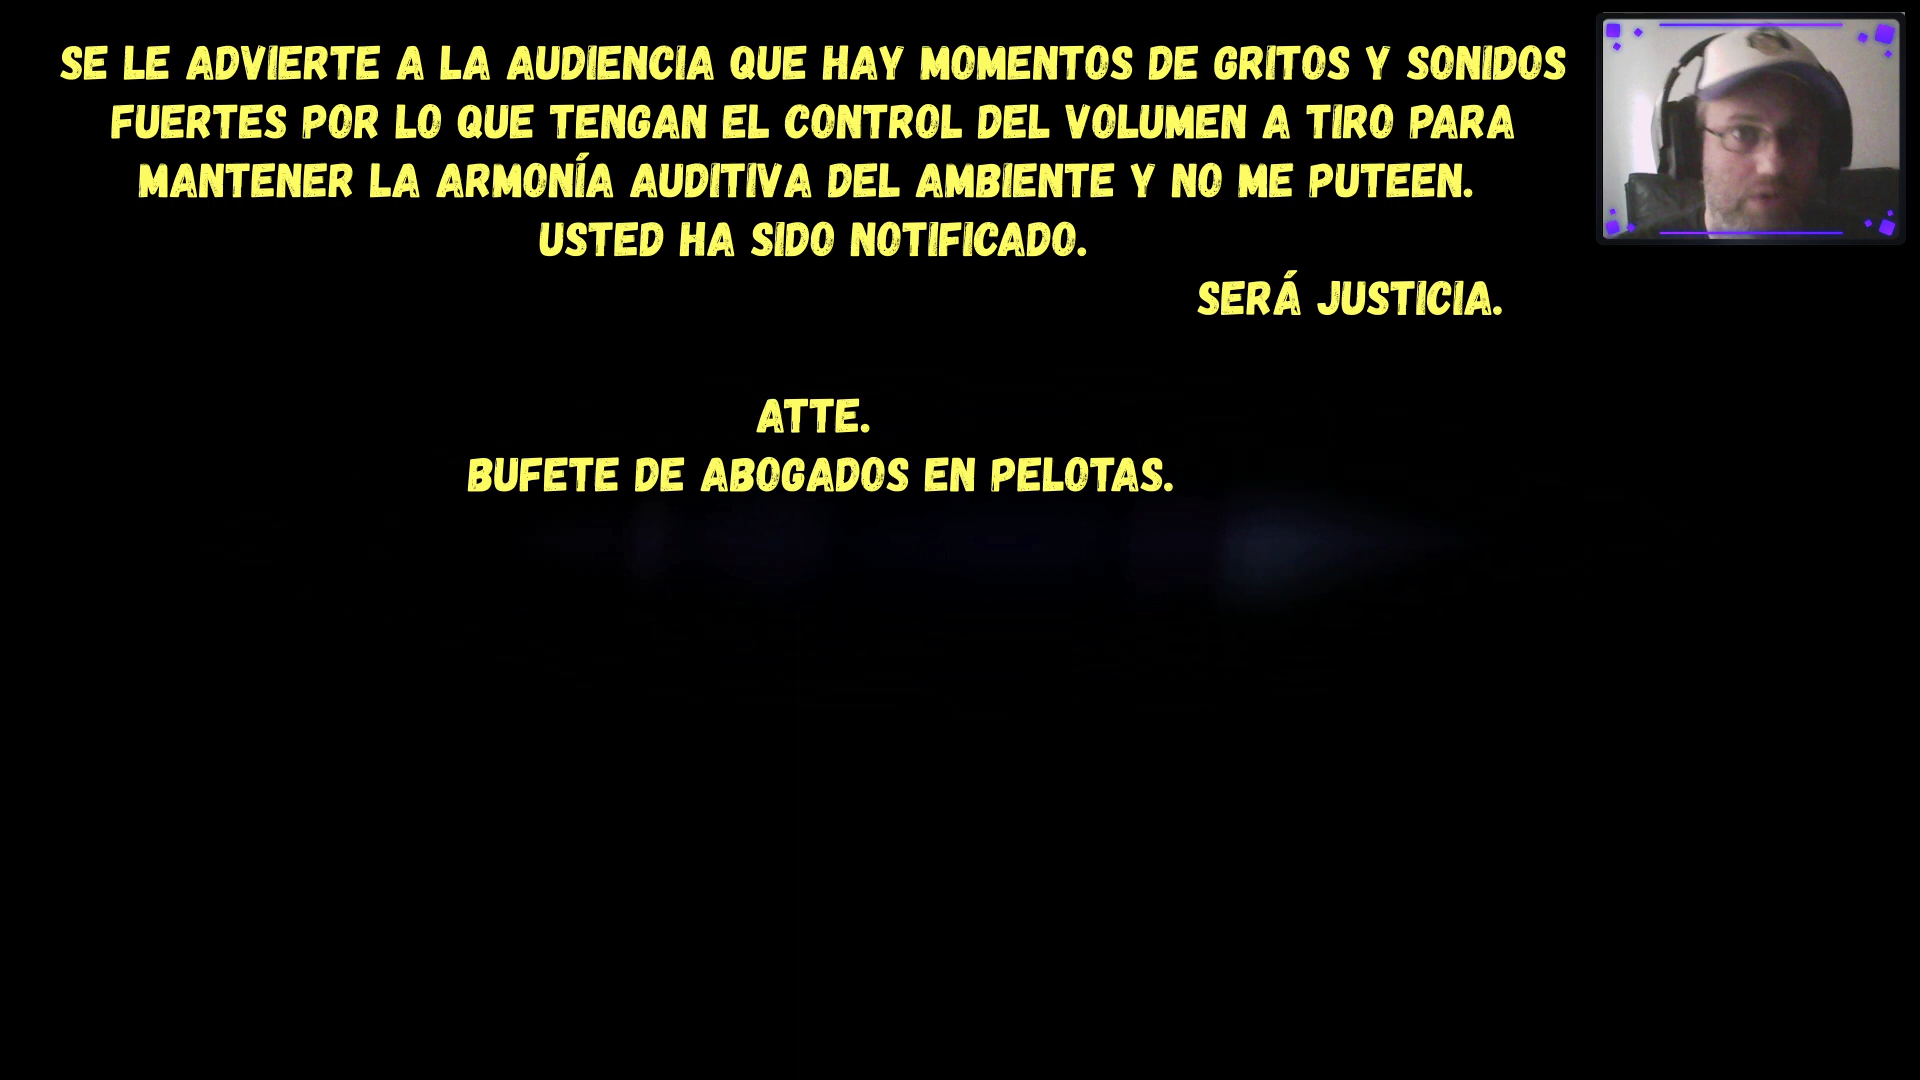 SE LE ADVIERTE A LA AUDIENCIA QUE HAY MOMENTOS DE GRITOS Y SONIDOS
FUERTES POR LO QUE TENGAN EL CONTROL DEL VOLUMEN A TIRO PARA
MANTENER LA ARMONÍA AUDITIVA DEL AMBIENTE Y NO ME PUTEEN.
USTED HA SIDO NOTIFICADO.
SERÁ JUSTICIA.
ATTE.
BUFETE DE ABOGADOS EN PELOTAS.